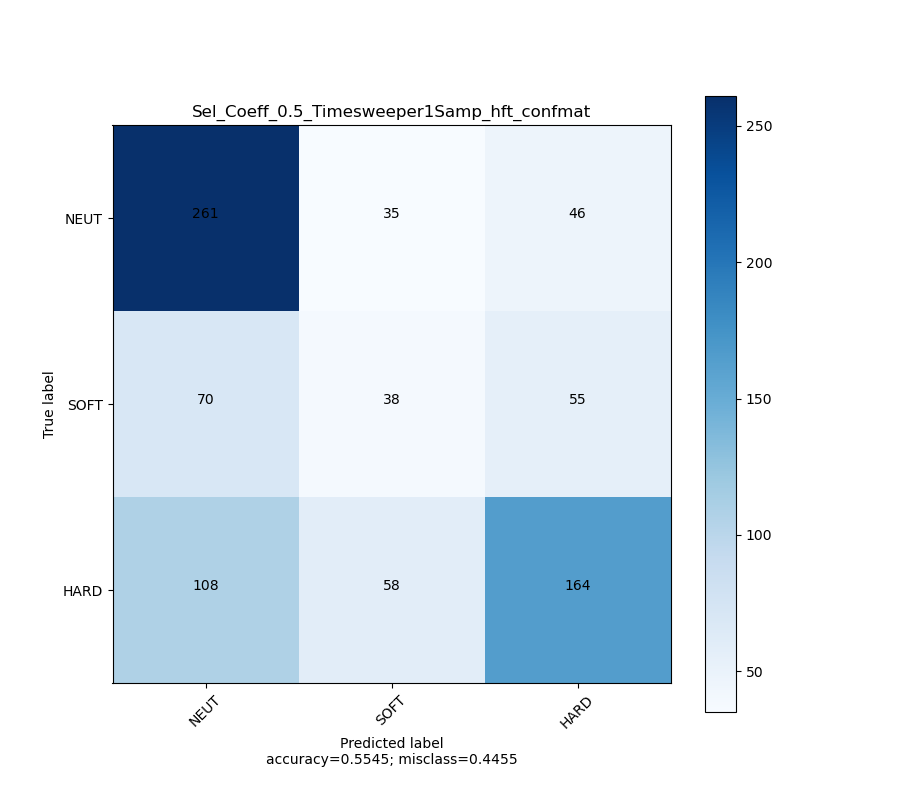 Sel_Coeff_0.5_Timesweeper1Samp_hft_confmat
NEUT 261 35 46
SOFT 70 38 55
HARD 108 58 164
NEUT SOFT HARD
True label
Predicted label
accuracy=0.5545; misclass=0.4455
250
200
150
100
50